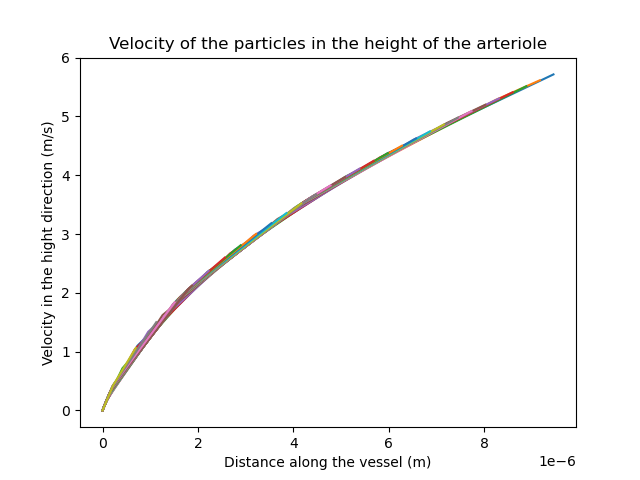 Velocity of the particles in the height of the arteriole
Velocity in the hight direction (m/s)
6
5
4
3
2
1
0
0 2 4 6 8
1e−6
Distance along the vessel (m)